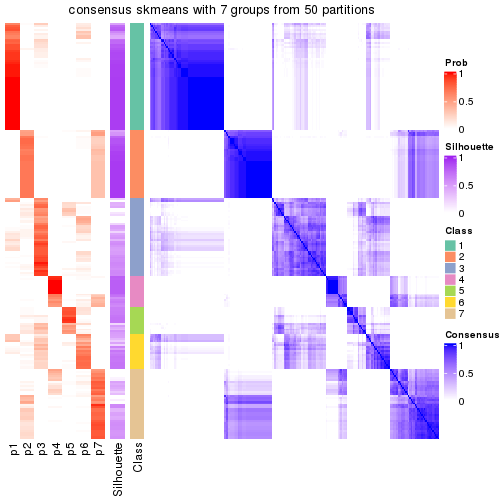 consensus skmeans with 7 groups from 50 partitions
Prob
1
0.5
0
Silhouette
1
0.5
0
Class
1
2
3
4
5
6
7
Consensus
1
0.5
0
p1
p2
p3
p4
p5
p6
p7
Silhouette
Class